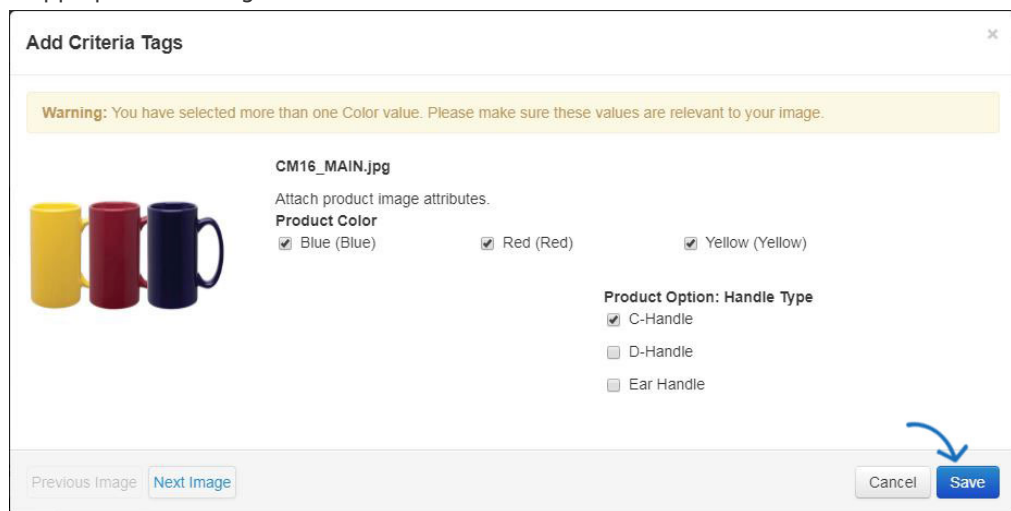 Add Criteria Tags
×
Warning: You have selected more than one Color value. Please make sure these values are relevant to your image.
CM16_MAIN.jpg
Attach product image attributes.
Product Color
Blue (Blue) Red (Red) Yellow (Yellow)
Product Option: Handle Type
C-Handle
D-Handle
Ear Handle
Previous Image Next Image Cancel Save